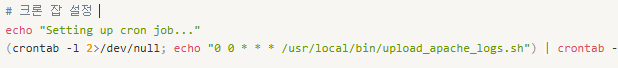 # 크론 잡 설정
echo "Setting up cron job..."
(crontab -l 2>/dev/null; echo "0 0 * * * /usr/local/bin/upload_apache_logs.sh") | crontab -